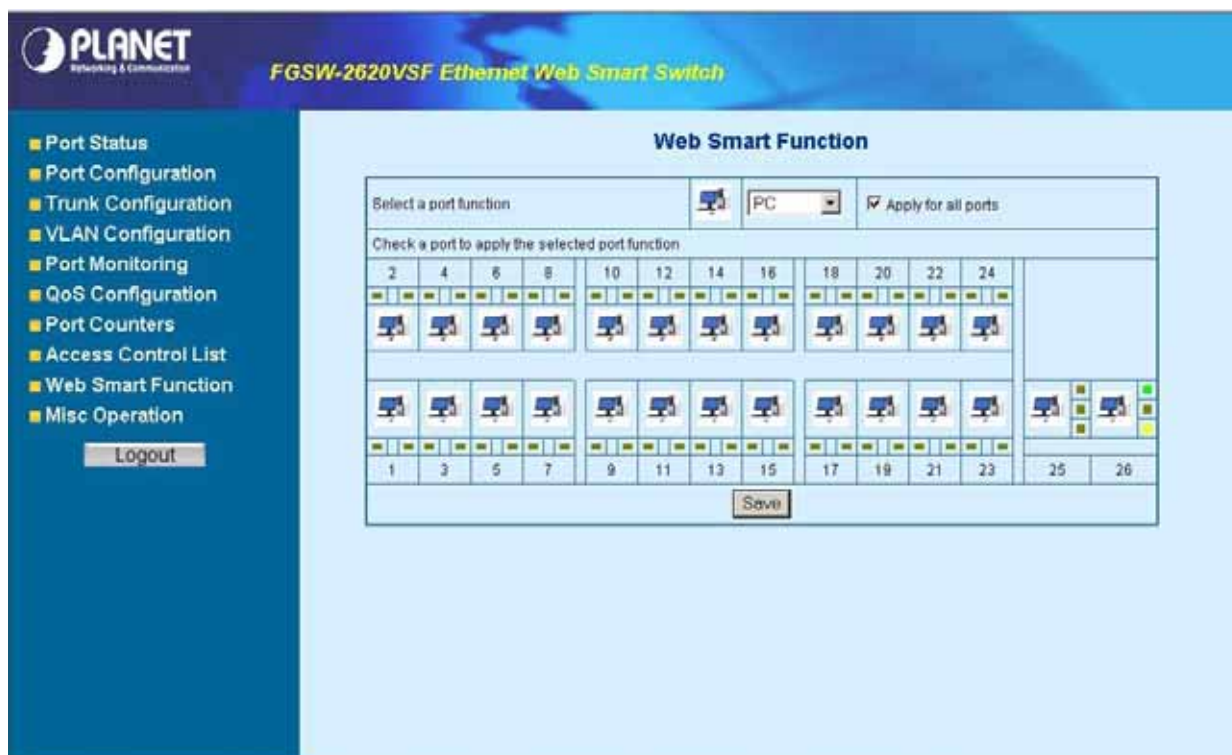 PLANET
Networking & Communication
FGSW-2620VSF Ethernet Web Smart Switch
Port Status
Port Configuration
Trunk Configuration
VLAN Configuration
Port Monitoring
QoS Configuration
Port Counters
Access Control List
Web Smart Function
Misc Operation
Logout
Web Smart Function
Select a port function PC Apply for all ports
Check a port to apply the selected port function
2 4 6 8 10 12 14 16 18 20 22 24
1 3 5 7 9 11 13 15 17 19 21 23 25 26
Save